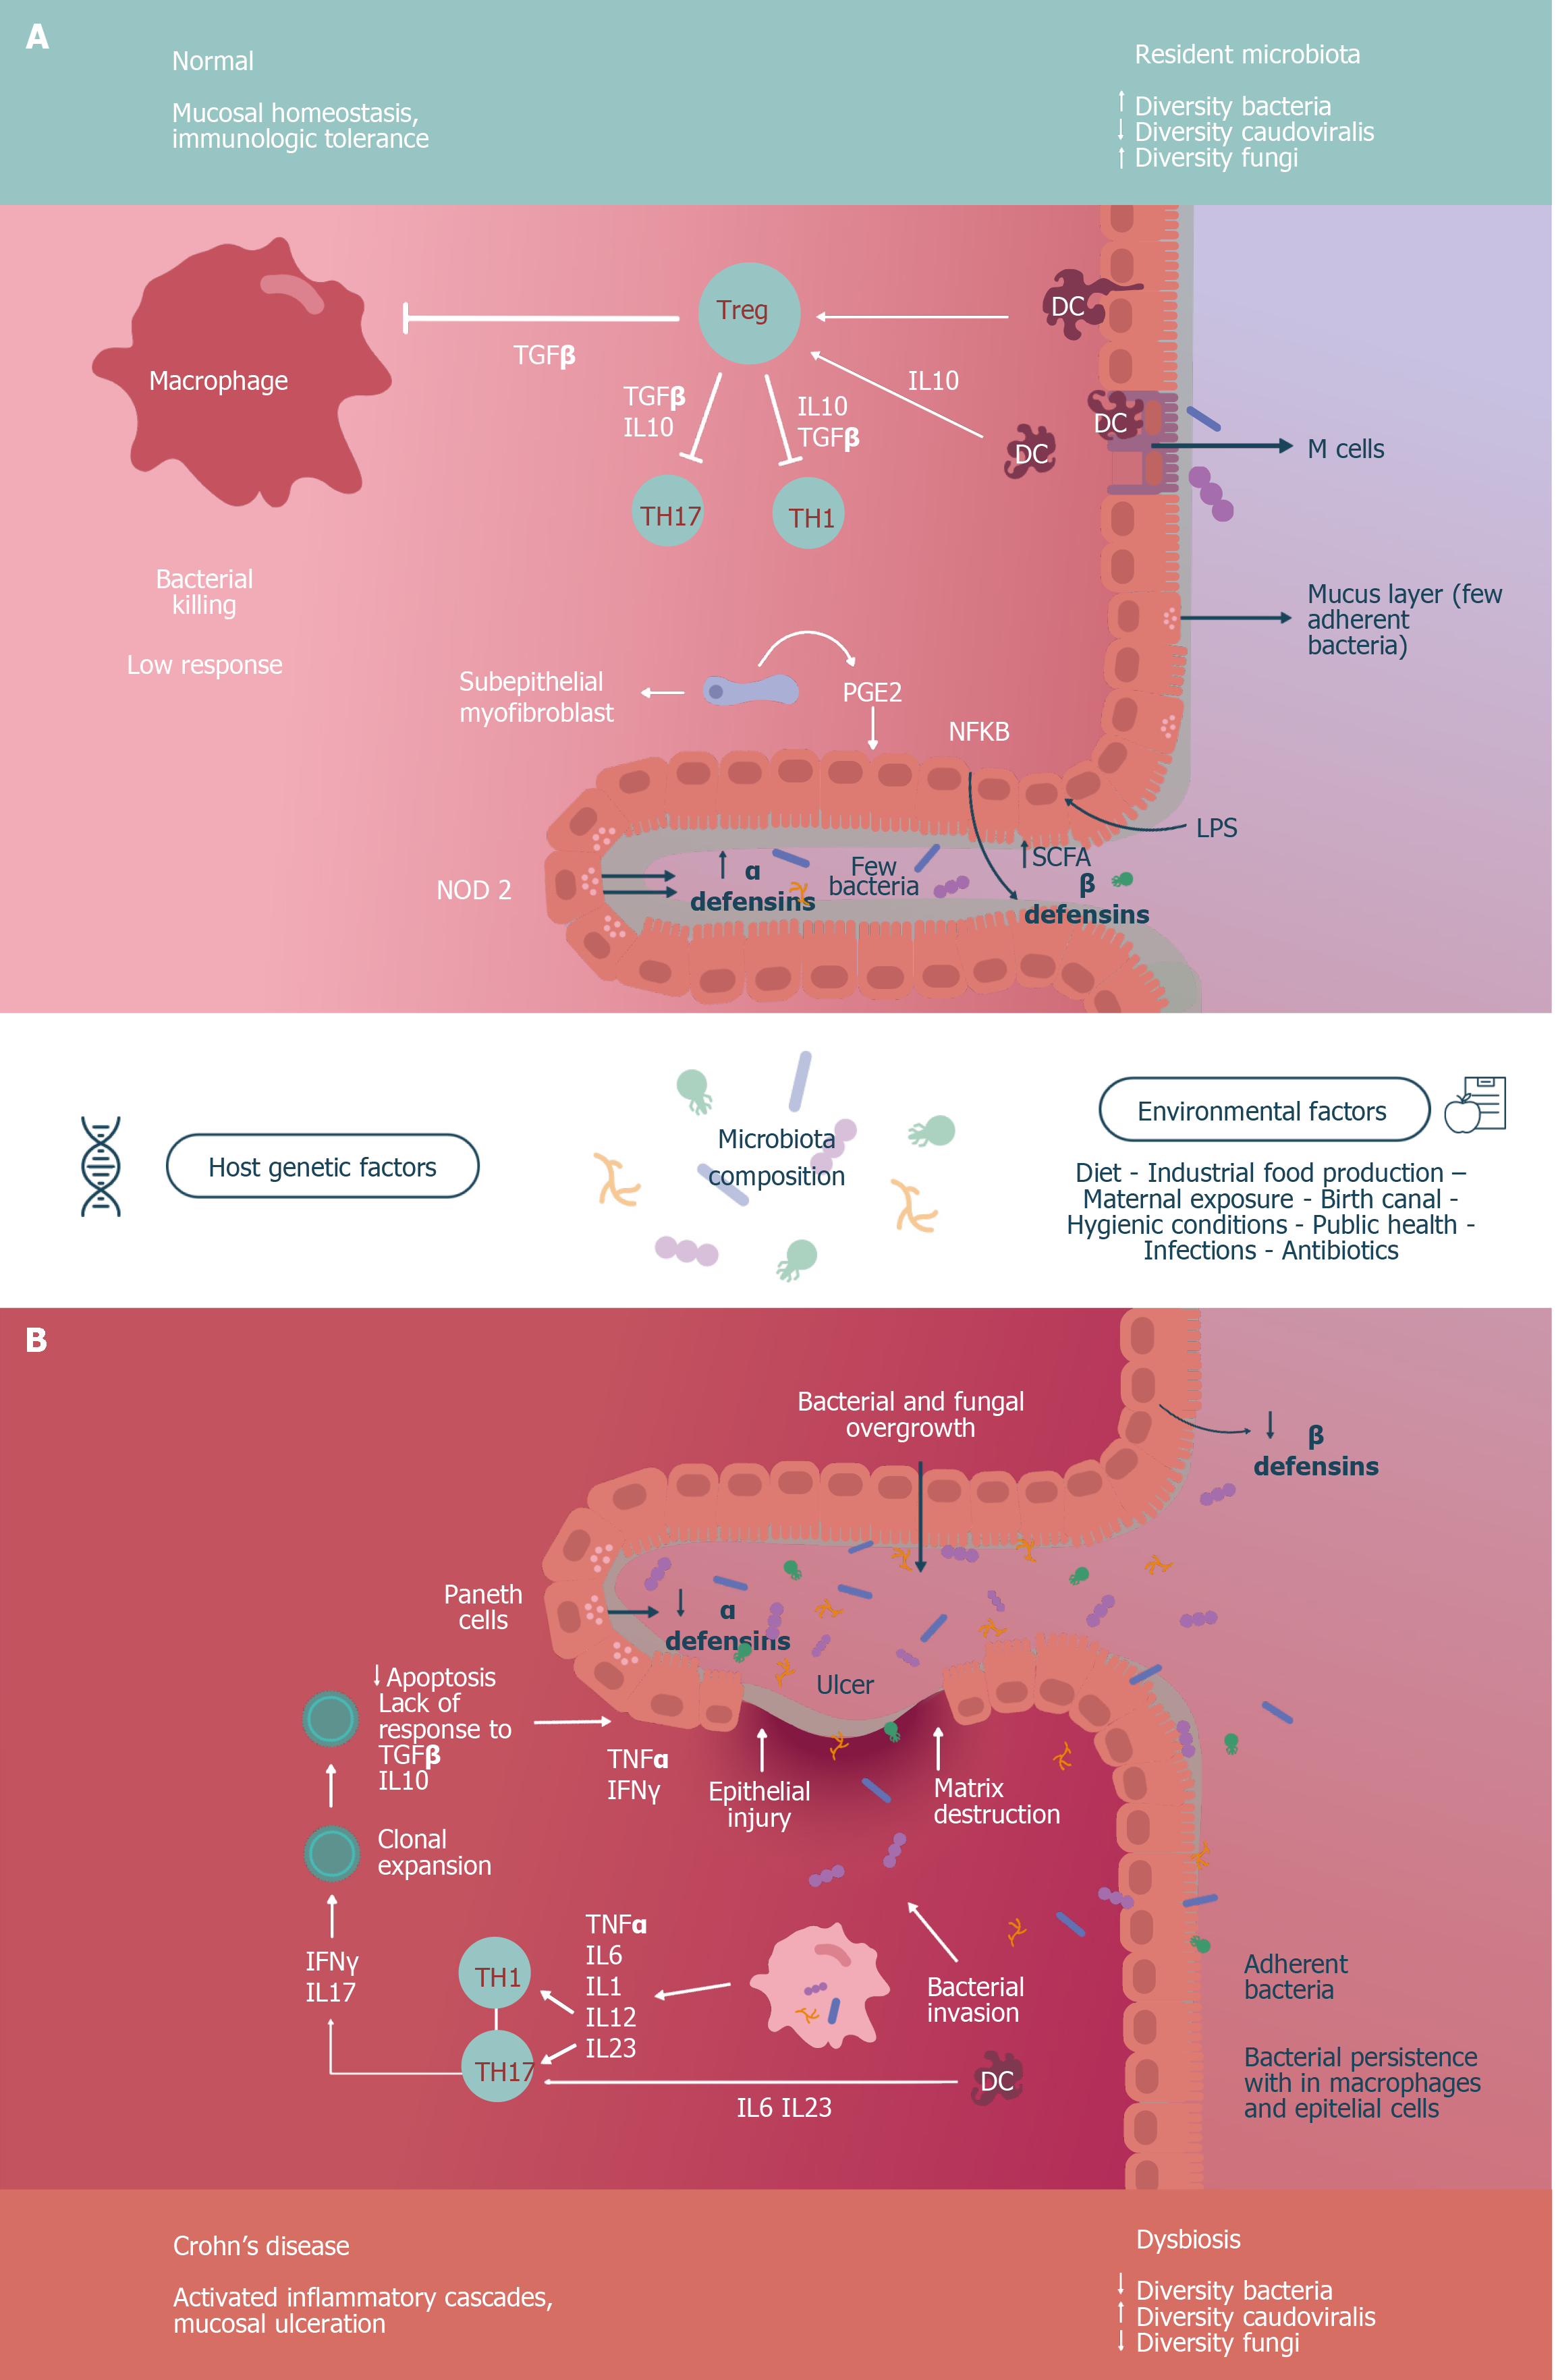 A
Normal
Mucosal homeostasis,
immunologic tolerance
Resident microbiota
↑ Diversity bacteria
↓ Diversity caudoviralis
↑ Diversity fungi
Macrophage
TGFβ
Treg
DC
TGFβ
IL10
IL10
TGFβ
IL10
DC
DC
M cells
TH17
TH1
Bacterial
killing
Low response
Mucus layer (few
adherent
bacteria)
Subepithelial
myofibroblast
PGE2
NFKB
LPS
NOD 2
↑ α
defensins
Few
bacteria
↑ SCFA
β
defensins
Host genetic factors
Microbiota
composition
Environmental factors
Diet - Industrial food production –
Maternal exposure - Birth canal -
Hygienic conditions - Public health -
Infections - Antibiotics
B
Bacterial and fungal
overgrowth
↓ β
defensins
Paneth
cells
↓ α
defensins
Ulcer
↓ Apoptosis
Lack of
response to
TGFβ
IL10
TNFα
IFNγ
Epithelial
injury
Matrix
destruction
Clonal
expansion
IFNγ
IL17
TH1
TH17
TNFα
IL6
IL1
IL12
IL23
Bacterial
invasion
DC
IL6 IL23
Adherent
bacteria
Bacterial persistence
with in macrophages
and epitelial cells
Crohn’s disease
Activated inflammatory cascades,
mucosal ulceration
Dysbiosis
↓ Diversity bacteria
↑ Diversity caudoviralis
↓ Diversity fungi